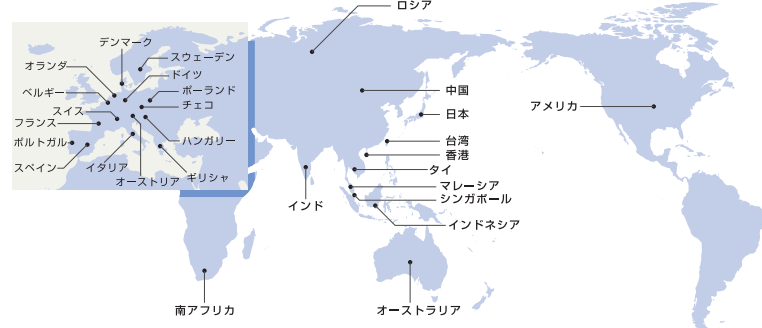 ロシア
デンマーク
スウェーデン
オランダ
ドイツ
ベルギー
ポーランド
スイス
チェコ
フランス
ポルトガル
ハンガリー
スペイン
イタリア
オーストリア
ギリシャ
中国
日本
アメリカ
台湾
香港
タイ
マレーシア
シンガポール
インド
インドネシア
南アフリカ
オーストラリア